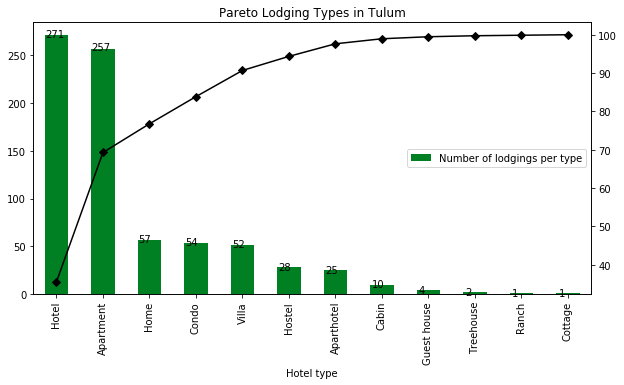 Pareto Lodging Types in Tulum
271
257
57
54
52
28
25
10
4
2
1
1
250
200
150
100
50
0
100
90
80
70
60
50
40
Number of lodgings per type
Hotel
Apartment
Home
Condo
Villa
Hostel
Aparthotel
Cabin
Guest house
Treehouse
Ranch
Cottage
Hotel type